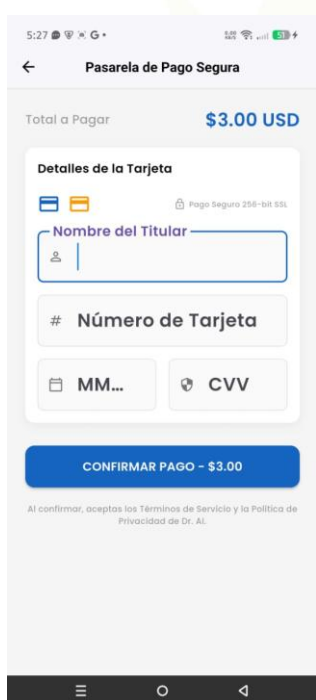 5:27 G •
Pasarela de Pago Segura
Total a Pagar $3.00 USD
Detalles de la Tarjeta
Pago Seguro 256-bit SSL
Nombre del Titular
# Número de Tarjeta
MM... CVV
CONFIRMAR PAGO - $3.00
Al confirmar, aceptas los Términos de Servicio y la Política de
Privacidad de Dr. AI.